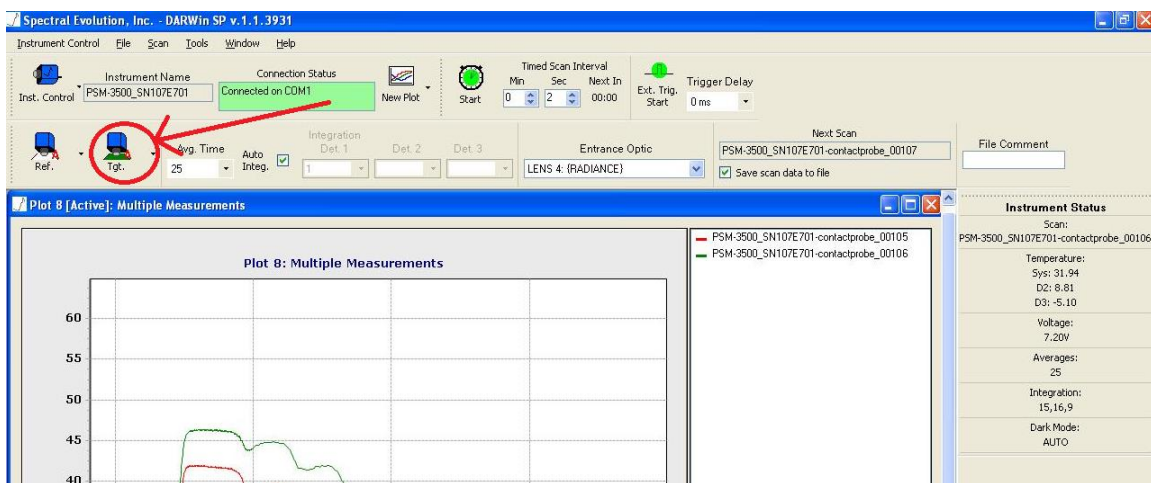 Spectral Evolution, Inc. - DARWin SP v.1.1.3931
Instrument Control File Scan Tools Window Help
Inst. Control
Instrument Name
PSM-3500_SN107E701
Connection Status
Connected on COM1
New Plot
Start
Timed Scan Interval
Min Sec Next In
0 2 00:00
Ext. Trig. Start
Trigger Delay
0 ms
Ref.
Tgt.
Avg. Time
25
Auto Integ.
Integration
Det. 1 Det. 2 Det. 3
1
Entrance Optic
LENS 4: {RADIANCE}
Next Scan
PSM-3500_SN107E701-contactprobe_00107
Save scan data to file
File Comment
Plot 8 [Active]: Multiple Measurements
Plot 8: Multiple Measurements
60
55
50
45
40
PSM-3500_SN107E701-contactprobe_00105
PSM-3500_SN107E701-contactprobe_00106
Instrument Status
Scan:
PSM-3500_SN107E701-contactprobe_00106
Temperature:
Sys: 31.94
D2: 8.81
D3: -5.10
Voltage:
7.20V
Averages:
25
Integration:
15,16,9
Dark Mode:
AUTO